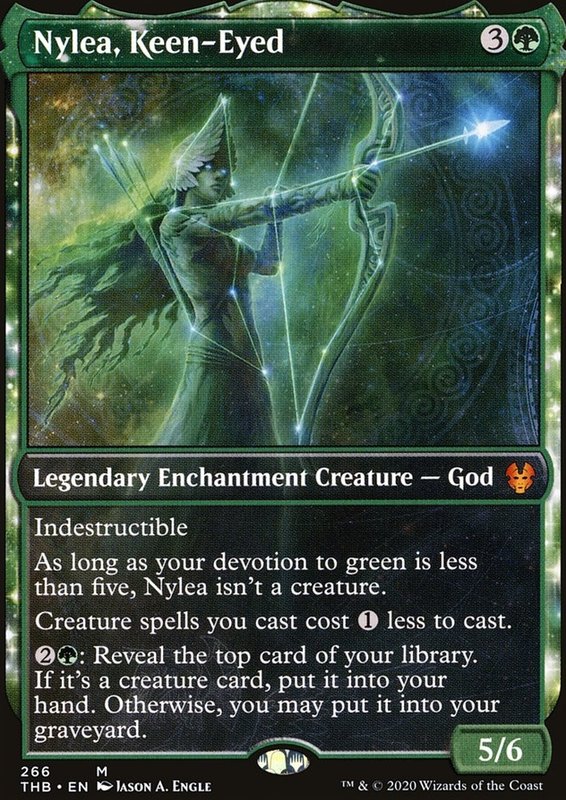 Nylea, Keen-Eyed 3
Legendary Enchantment Creature — God
Indestructible
As long as your devotion to green is less
than five, Nylea isn't a creature.
Creature spells you cast cost 1 less to cast.
2: Reveal the top card of your library.
If it's a creature card, put it into your
hand. Otherwise, you may put it into your
graveyard.
5/6
266 M
THB • EN Jason A. Engle
™ & © 2020 Wizards of the Coast